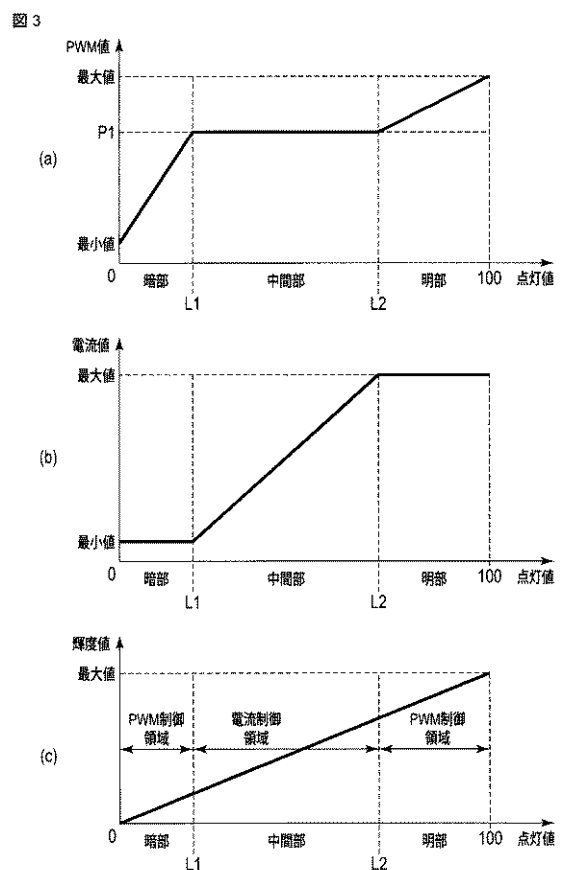 図 3
PWM値
最大値
P1
(a)
最小値
0
暗部
中間部
明部
100
点灯値
L1
L2
電流値
最大値
(b)
最小値
0
暗部
中間部
明部
100
点灯値
L1
L2
輝度値
最大値
PWM制御
領域
電流制御
領域
PWM制御
領域
(c)
0
暗部
中間部
明部
100
点灯値
L1
L2